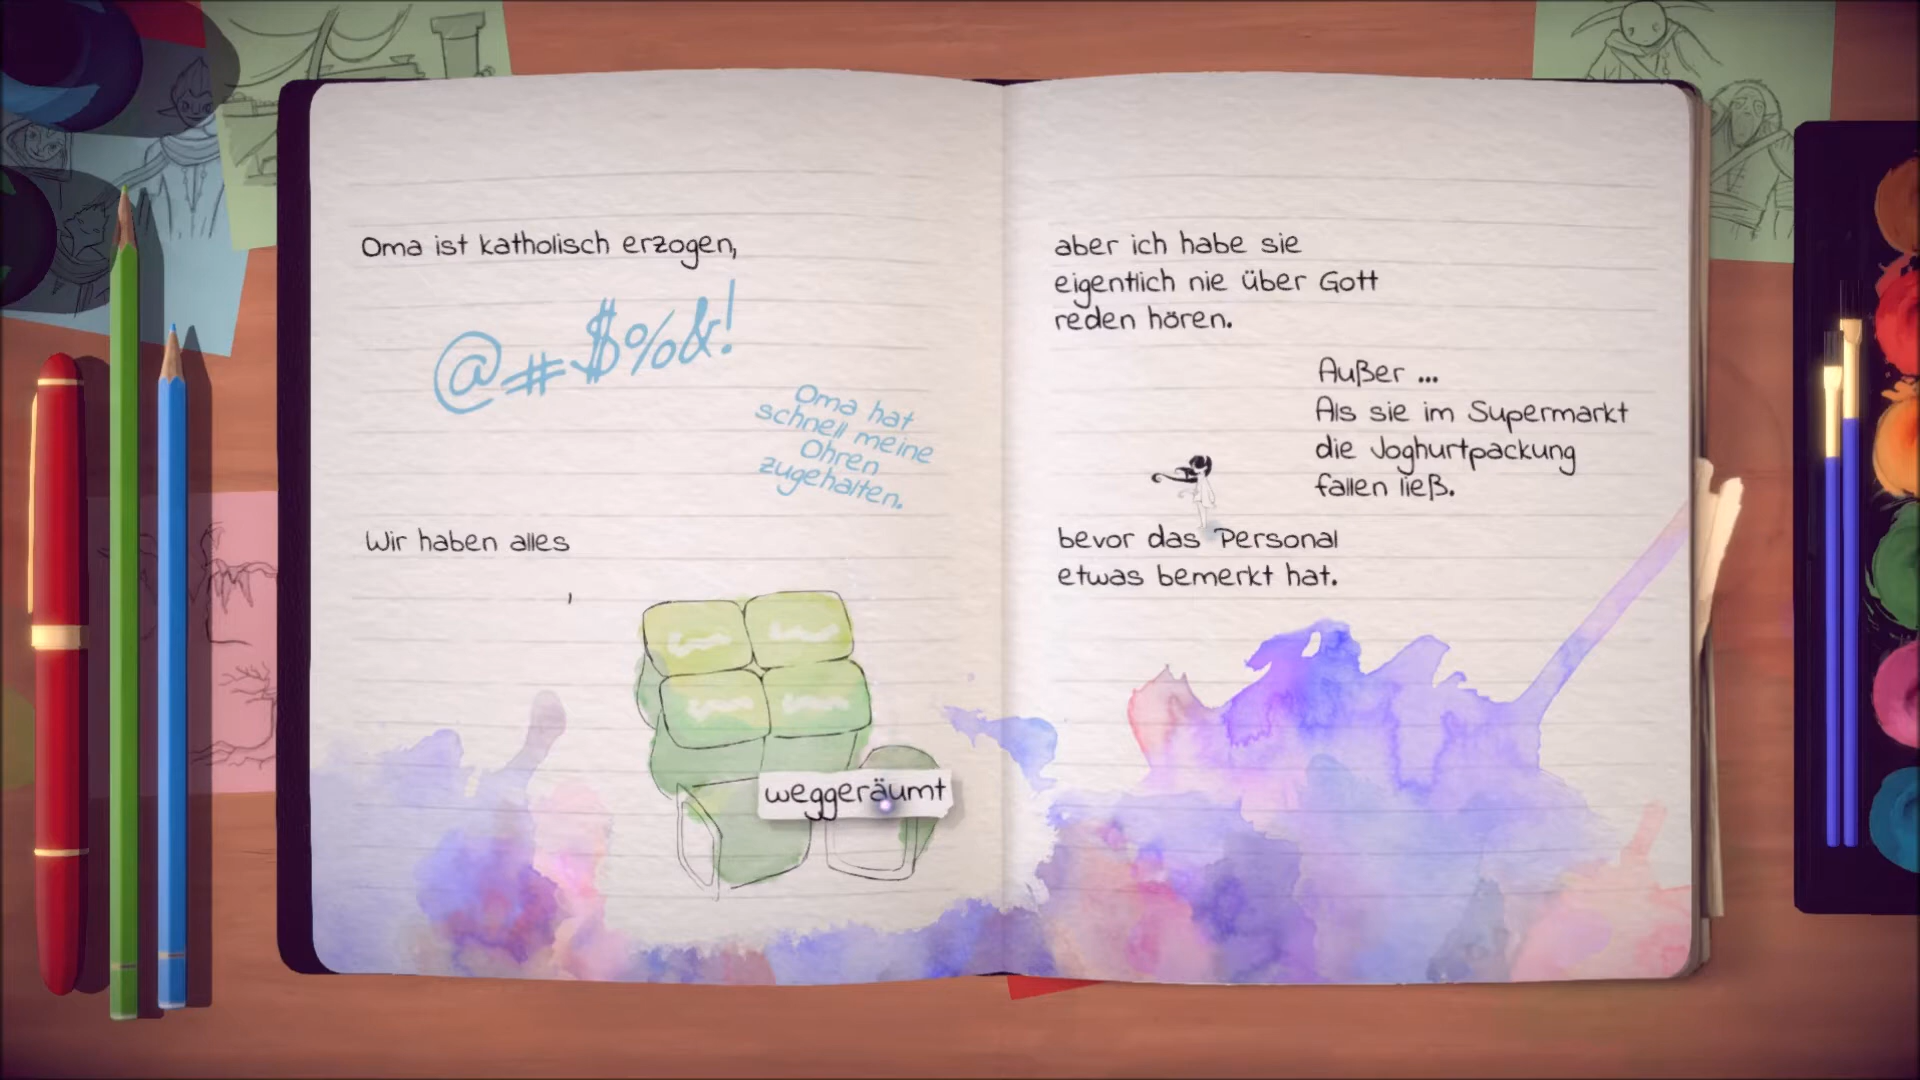 Oma ist katholisch erzogen,
@#$%&!
Oma hat
schnell meine
Ohren
zugehalten.
Wir haben alles
,
weggeräumt
aber ich habe sie
eigentlich nie über Gott
reden hören.
Außer ...
Als sie im Supermarkt
die Joghurtpackung
fallen ließ.
bevor das Personal
etwas bemerkt hat.